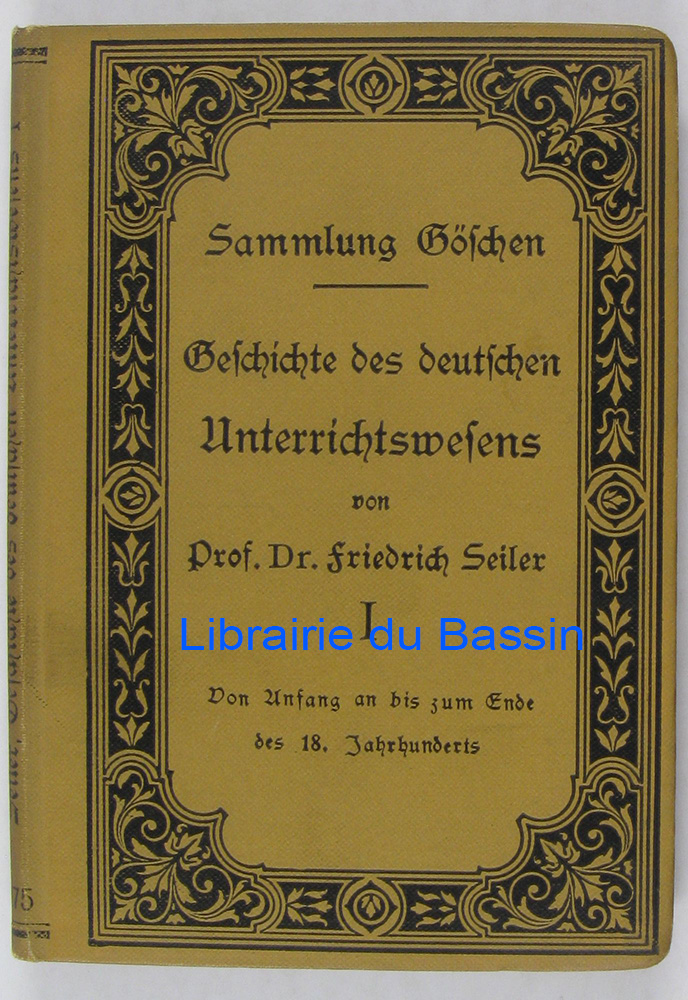 Sammlung Göſchen
Geſchichte des deutſchen
Unterrichtsweſens
von
Prof. Dr. Friedrich Seiler
I
Librairie du Bassin
Von Anfang an bis zum Ende
des 18. Jahrhunderts
75